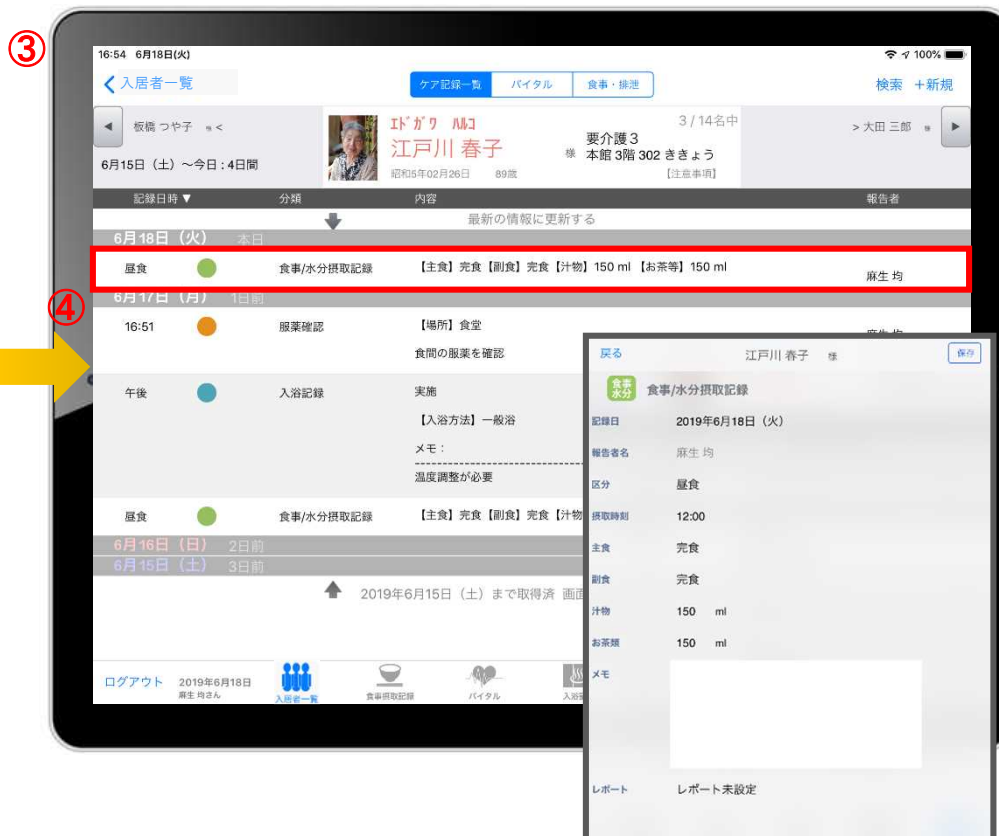 ③
16:54 6月18日(火)
100%
入居者一覧
ケア記録一覧 バイタル 食事・排泄
検索 +新規
板橋 つや子 様 <
6月15日（土）～今日 : 4日間
ｴﾄﾞｶﾞﾜ ﾊﾙｺ
江戸川 春子 様
昭和5年02月26日 89歳
3 / 14名中
要介護3
本館 3階 302 ききょう
【注意事項】
> 大田 三郎 様
記録日時 ▼ 分類 内容 報告者
最新の情報に更新する
6月18日（火） 本日
昼食 食事/水分摂取記録 【主食】完食【副食】完食【汁物】150 ml 【お茶等】150 ml 麻生 均
④
6月17日（月） 1日前
16:51 服薬確認 【場所】食堂 麻生 均
食間の服薬を確認
午後 入浴記録 実施
【入浴方法】一般浴
メモ :
温度調整が必要
昼食 食事/水分摂取記録 【主食】完食【副食】完食【汁物
6月16日（日） 2日前
6月15日（土） 3日前
2019年6月15日（土）まで取得済 画面
ログアウト 2019年6月18日
麻生 均さん
入居者一覧 食事摂取記録 バイタル 入浴
戻る 江戸川 春子 様 保存
食事
水分
食事/水分摂取記録
記録日 2019年6月18日（火）
報告者名 麻生 均
区分 昼食
摂取時刻 12:00
主食 完食
副食 完食
汁物 150 ml
お茶類 150 ml
メモ
レポート レポート未設定